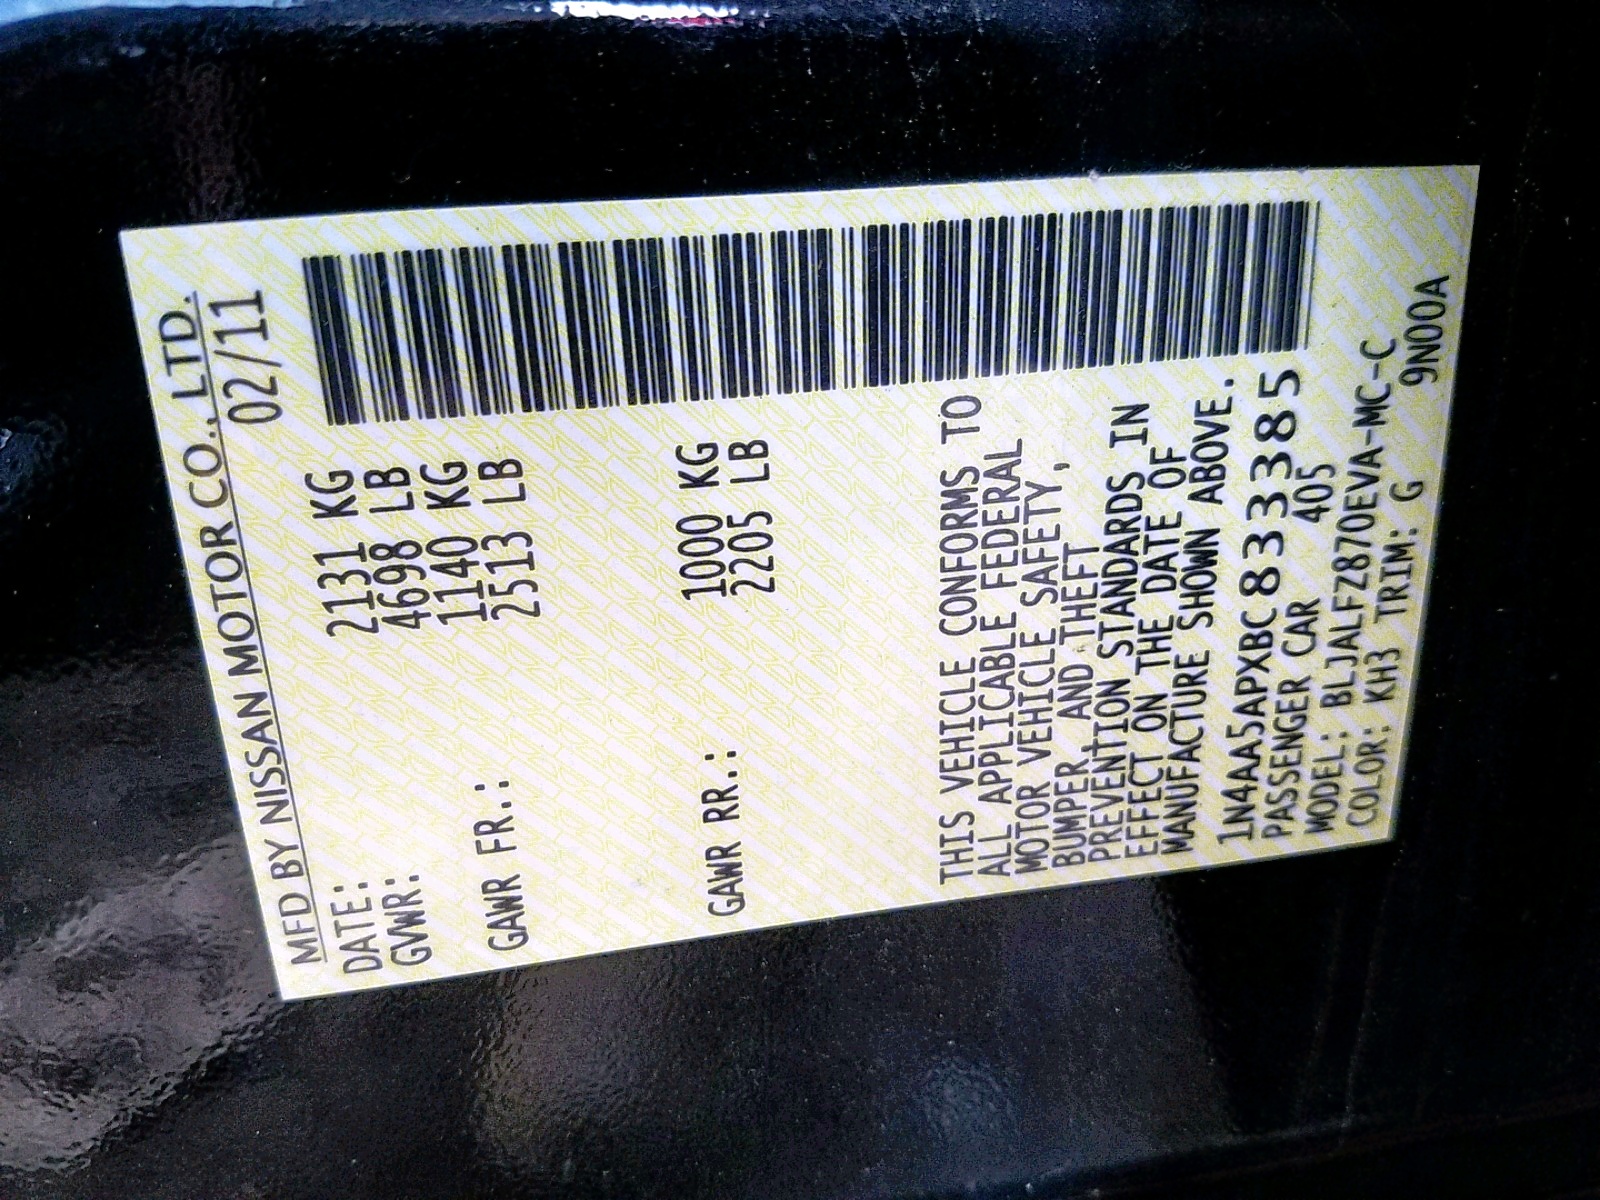 MFD BY NISSAN MOTOR CO., LTD.
DATE: 02/11
GVWR: 2131 KG
4698 LB
GAWR FR.: 1140 KG
2513 LB
GAWR RR.: 1000 KG
2205 LB
THIS VEHICLE CONFORMS TO
ALL APPLICABLE FEDERAL
MOTOR VEHICLE SAFETY,
BUMPER, AND THEFT
PREVENTION STANDARDS IN
EFFECT ON THE DATE OF
MANUFACTURE SHOWN ABOVE.
1N4AA5APXBC833385
PASSENGER CAR 405
MODEL: BLJALFZ870EVA-MC-C
COLOR: KH3 TRIM: G
9N00A